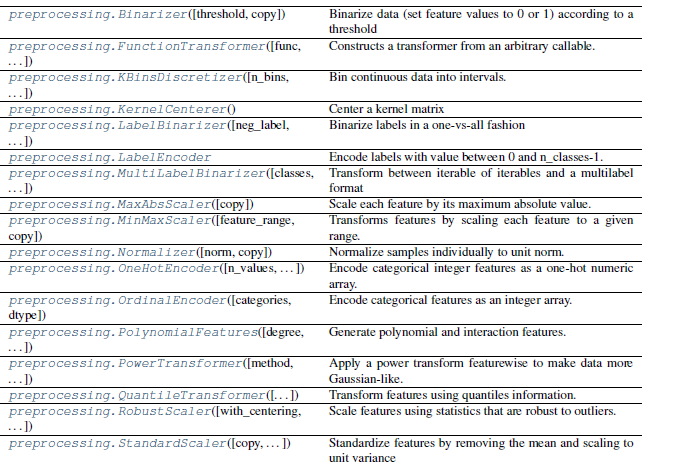 preprocessing.Binarizer([threshold, copy]) Binarize data (set feature values to 0 or 1) according to a
threshold
preprocessing.FunctionTransformer([func, Constructs a transformer from an arbitrary callable.
...])
preprocessing.KBinsDiscretizer([n_bins, Bin continuous data into intervals.
...])
preprocessing.KernelCenterer() Center a kernel matrix
preprocessing.LabelBinarizer([neg_label, Binarize labels in a one-vs-all fashion
...])
preprocessing.LabelEncoder Encode labels with value between 0 and n_classes-1.
preprocessing.MultiLabelBinarizer([classes, Transform between iterable of iterables and a multilabel
...]) format
preprocessing.MaxAbsScaler([copy]) Scale each feature by its maximum absolute value.
preprocessing.MinMaxScaler([feature_range, Transforms features by scaling each feature to a given
copy]) range.
preprocessing.Normalizer([norm, copy]) Normalize samples individually to unit norm.
preprocessing.OneHotEncoder([n_values, ...]) Encode categorical integer features as a one-hot numeric
array.
preprocessing.OrdinalEncoder([categories, Encode categorical features as an integer array.
dtype])
preprocessing.PolynomialFeatures([degree, Generate polynomial and interaction features.
...])
preprocessing.PowerTransformer([method, Apply a power transform featurewise to make data more
...]) Gaussian-like.
preprocessing.QuantileTransformer([...]) Transform features using quantiles information.
preprocessing.RobustScaler([with_centering, Scale features using statistics that are robust to outliers.
...])
preprocessing.StandardScaler([copy, ...]) Standardize features by removing the mean and scaling to
unit variance